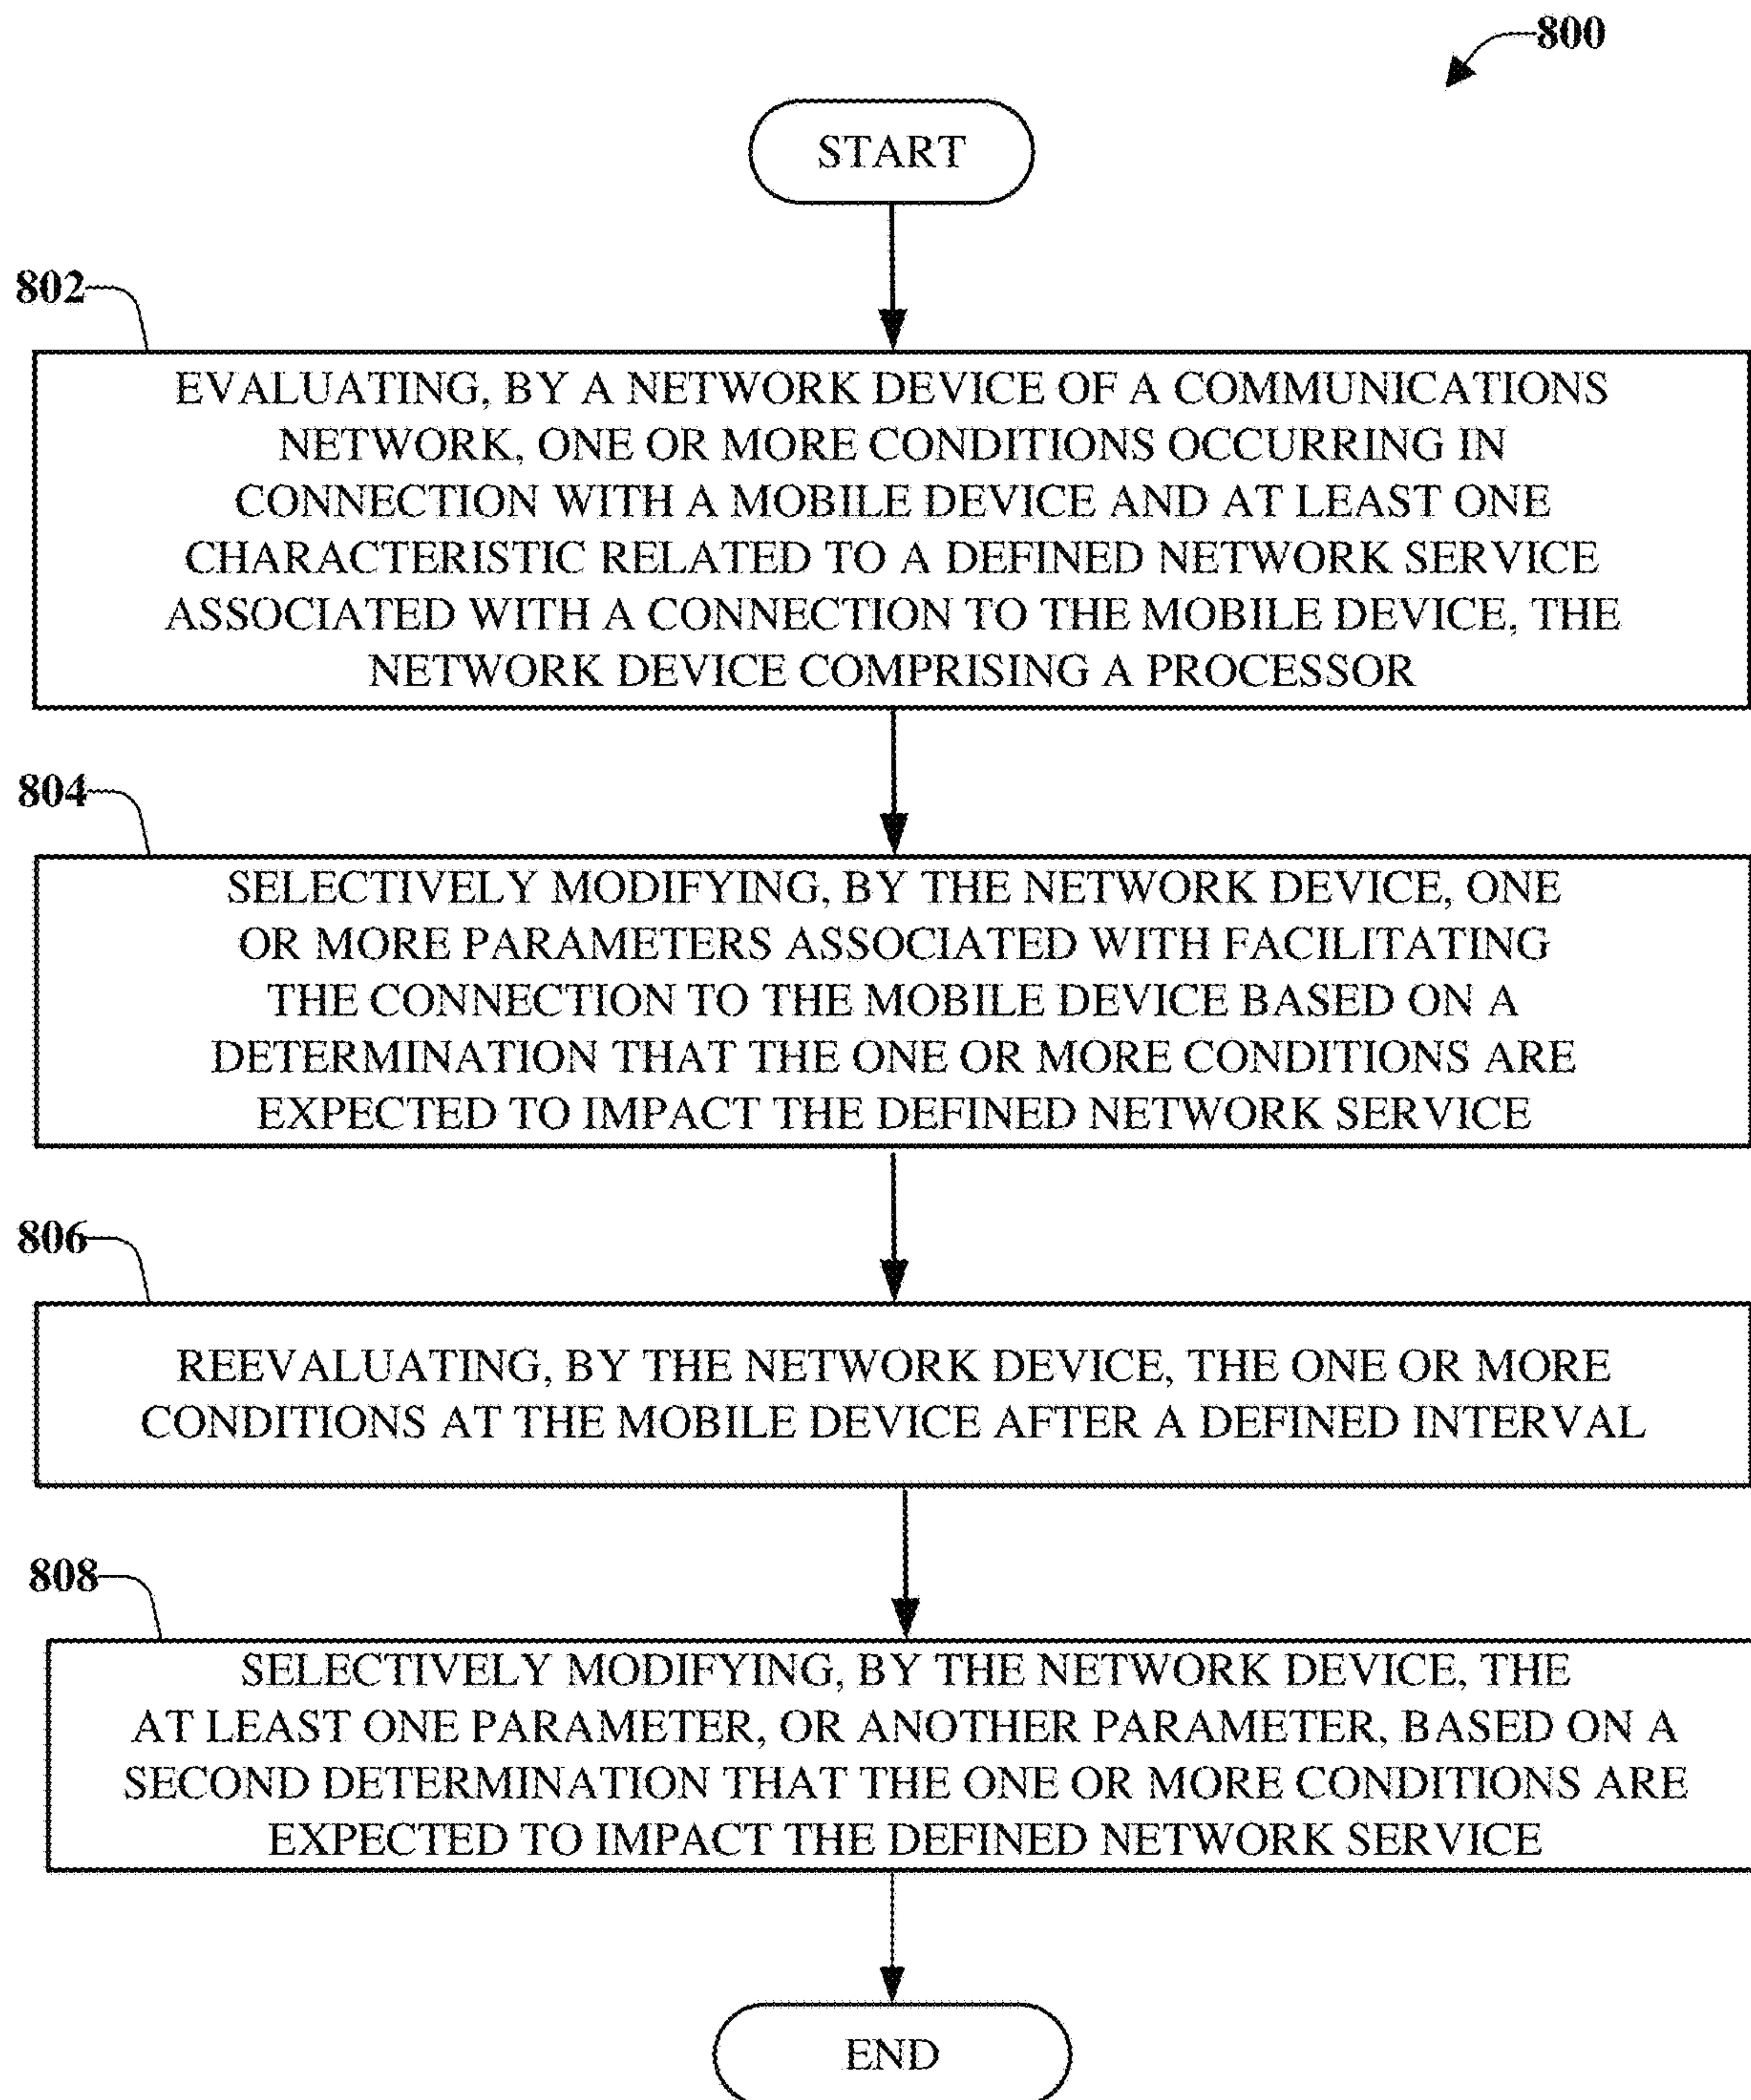 800
START
802
EVALUATING, BY A NETWORK DEVICE OF A COMMUNICATIONS
NETWORK, ONE OR MORE CONDITIONS OCCURRING IN
CONNECTION WITH A MOBILE DEVICE AND AT LEAST ONE
CHARACTERISTIC RELATED TO A DEFINED NETWORK SERVICE
ASSOCIATED WITH A CONNECTION TO THE MOBILE DEVICE, THE
NETWORK DEVICE COMPRISING A PROCESSOR
804
SELECTIVELY MODIFYING, BY THE NETWORK DEVICE, ONE
OR MORE PARAMETERS ASSOCIATED WITH FACILITATING
THE CONNECTION TO THE MOBILE DEVICE BASED ON A
DETERMINATION THAT THE ONE OR MORE CONDITIONS ARE
EXPECTED TO IMPACT THE DEFINED NETWORK SERVICE
806
REEVALUATING, BY THE NETWORK DEVICE, THE ONE OR MORE
CONDITIONS AT THE MOBILE DEVICE AFTER A DEFINED INTERVAL
808
SELECTIVELY MODIFYING, BY THE NETWORK DEVICE, THE
AT LEAST ONE PARAMETER, OR ANOTHER PARAMETER, BASED ON A
SECOND DETERMINATION THAT THE ONE OR MORE CONDITIONS ARE
EXPECTED TO IMPACT THE DEFINED NETWORK SERVICE
END